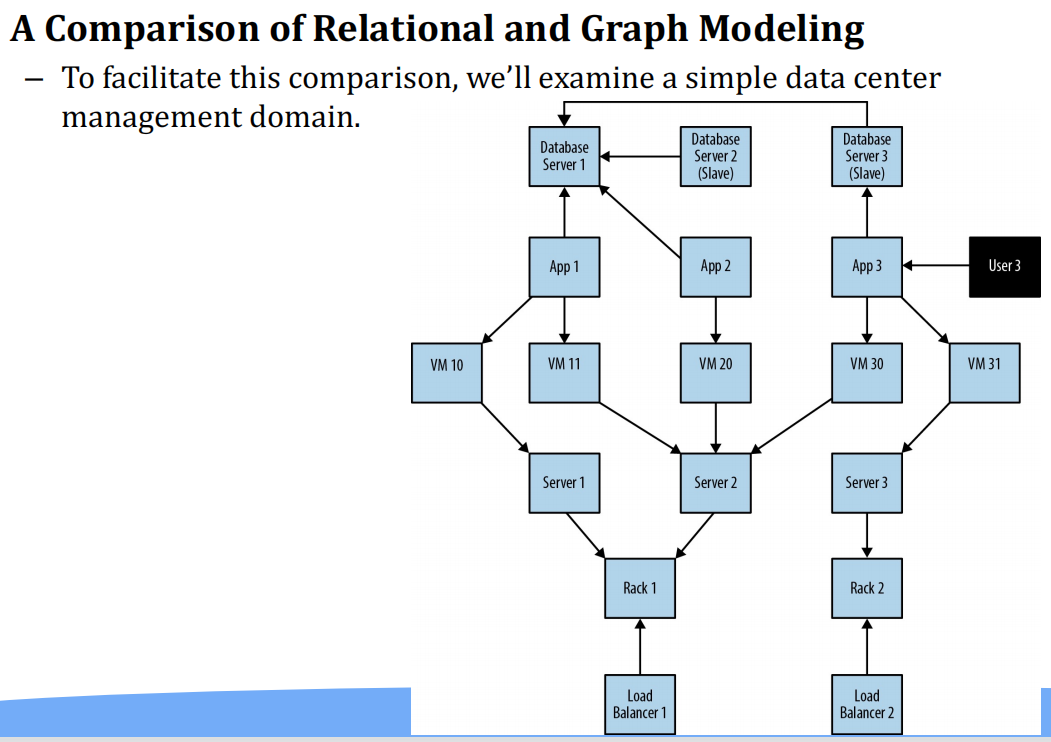 A Comparison of Relational and Graph Modeling
– To facilitate this comparison, we’ll examine a simple data center
management domain.
Database
Server 1
Database
Server 2
(Slave)
Database
Server 3
(Slave)
App 1
App 2
App 3
User 3
VM 10
VM 11
VM 20
VM 30
VM 31
Server 1
Server 2
Server 3
Rack 1
Rack 2
Load
Balancer 1
Load
Balancer 2